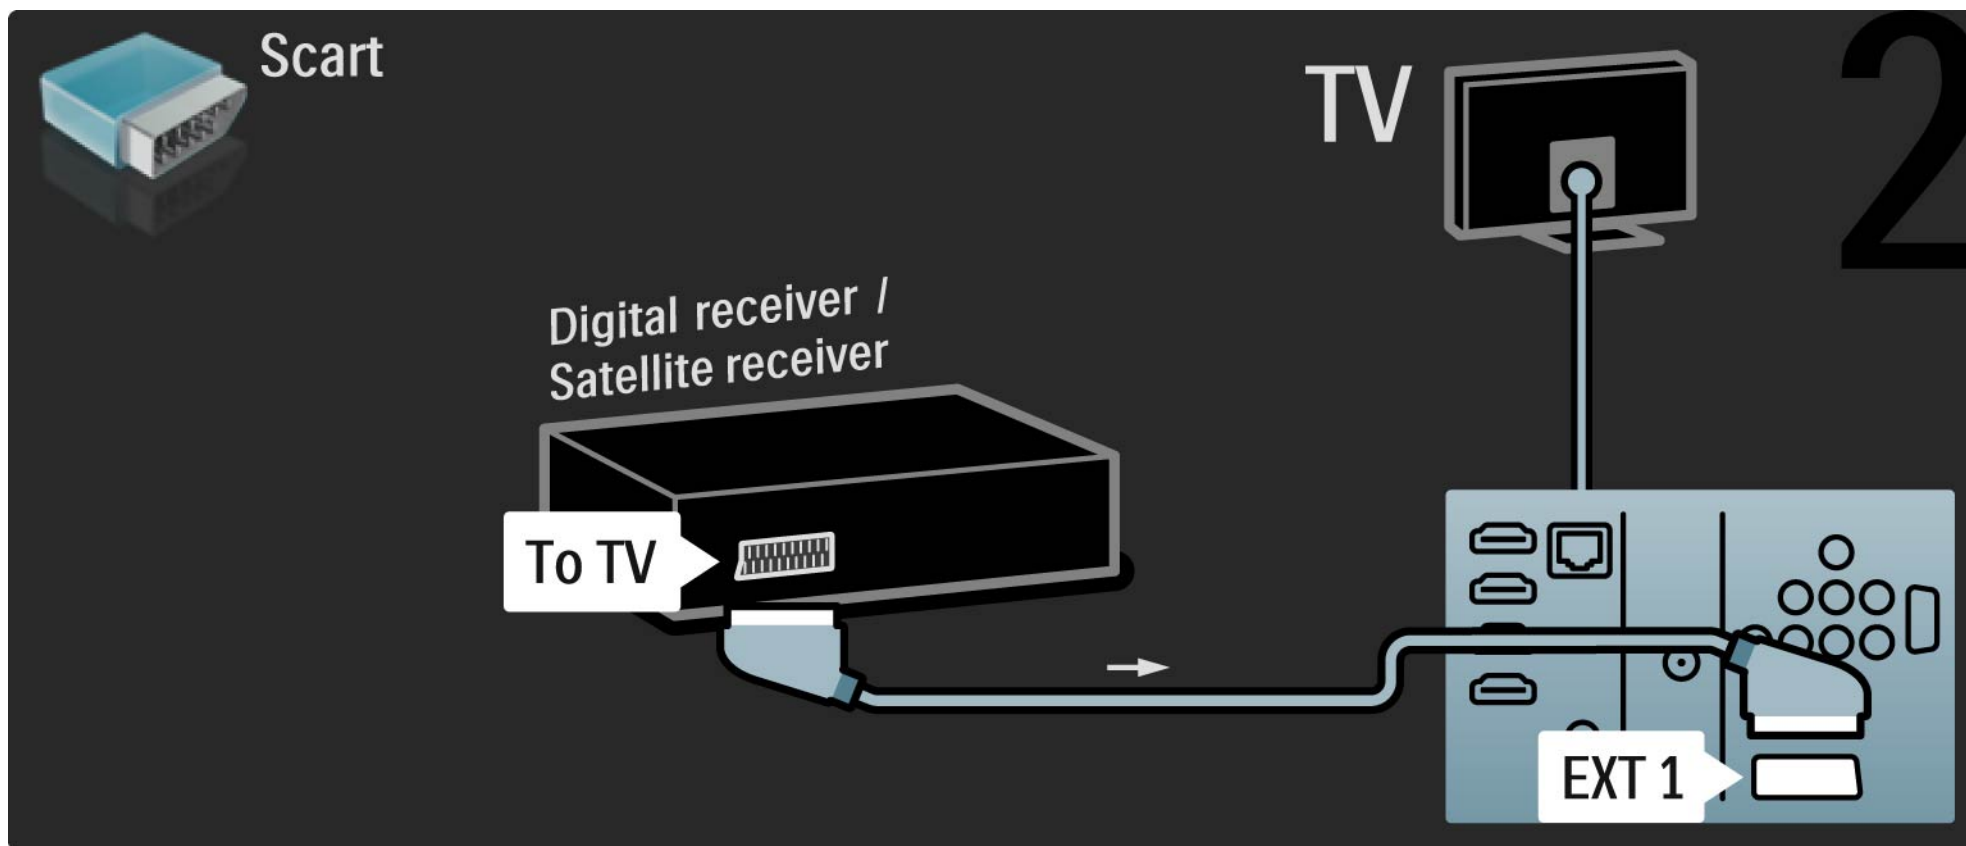 Scart
TV
2
Digital receiver /
Satellite receiver
To TV
EXT 1